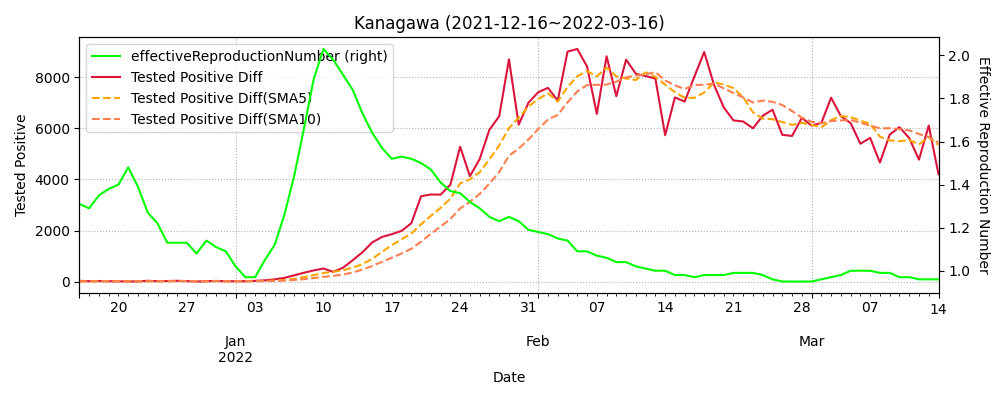 Kanagawa (2021-12-16~2022-03-16)
effectiveReproductionNumber (right)
Tested Positive Diff
Tested Positive Diff(SMA5)
Tested Positive Diff(SMA10)
Tested Positive
8000
6000
4000
2000
0
Effective Reproduction Number
2.0
1.8
1.6
1.4
1.2
1.0
20 27 03 10 17 24 31 07 14 21 28 07 14
Jan Feb Mar
2022
Date